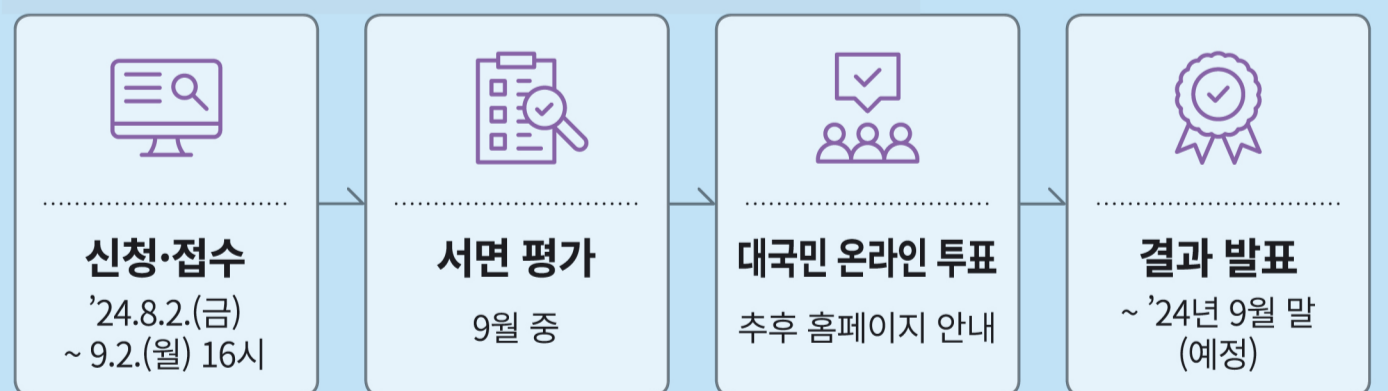 신청·접수
’24.8.2.(금)
~ 9.2.(월) 16시
서면 평가
9월 중
대국민 온라인 투표
추후 홈페이지 안내
결과 발표
~ ’24년 9월 말
(예정)